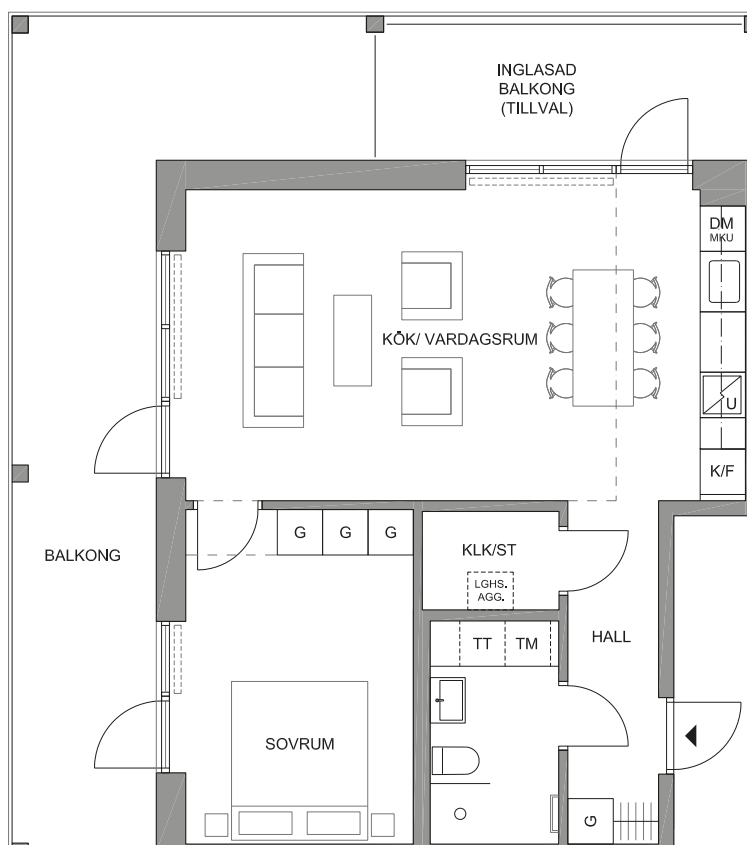 INGLASAD
BALKONG
(TILLVAL)
DM
MKU
KÖK/ VARDAGSRUM
U
K/F
G
G
G
KLK/ST
LGHS.
AGG.
BALKONG
HALL
TT
TM
SOVRUM
G